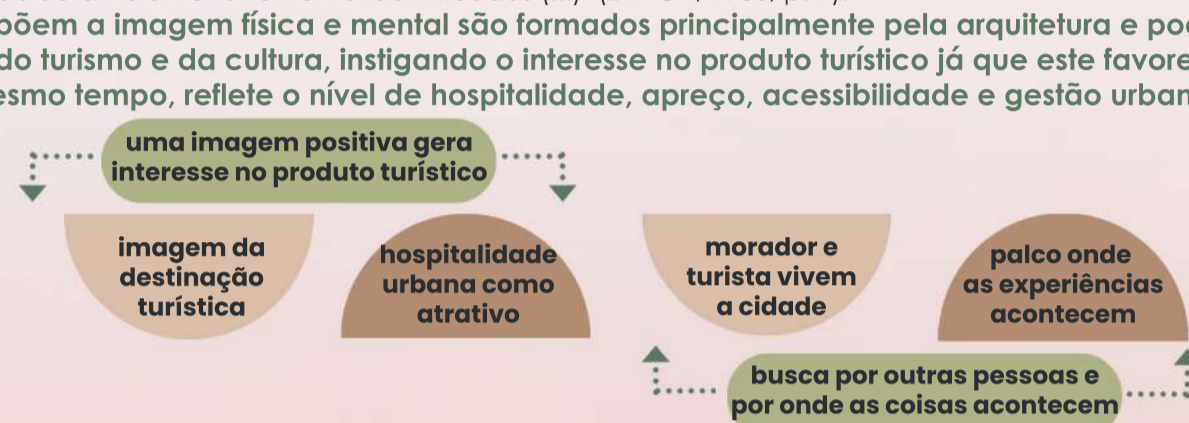 põem a imagem física e mental são formados principalmente pela arquitetura e
do turismo e da cultura, instigando o interesse no produto turístico já que este
esmo tempo, reflete o nível de hospitalidade, apreço, acessibilidade e gestão
uma imagem positiva gera
interesse no produto turístico
imagem da
destinação
turística
hospitalidade
urbana como
atrativo
morador e
turista vivem
a cidade
palco onde
as experiências
acontecem
busca por outras pessoas e
por onde as coisas acontecem